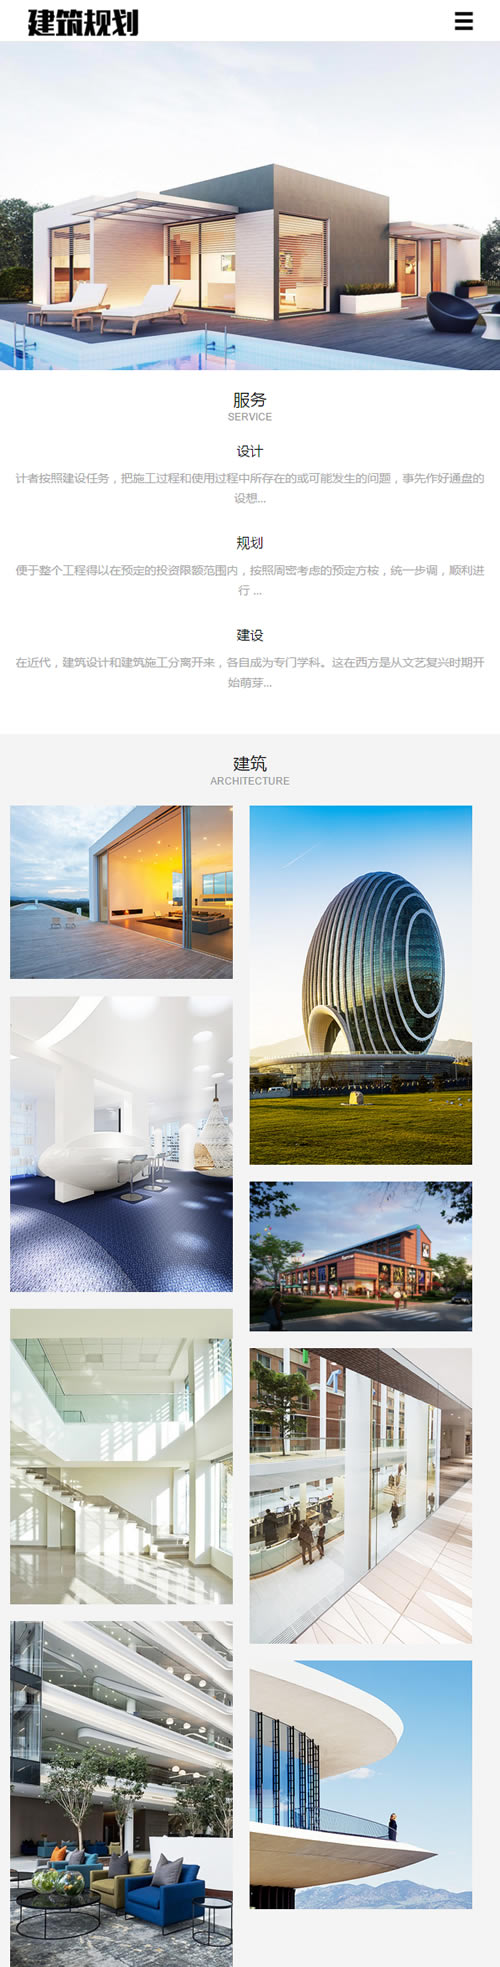 建筑规划
服务
SERVICE
设计
计者按照建设任务，把施工过程和使用过程中所存在的或可能发生的问题，事先作好通盘的
设想...
规划
便于整个工程得以在预定的投资限额范围内，按照周密考虑的预定方桉，统一步调，顺利进
行 ...
建设
在近代，建筑设计和建筑施工分离开来，各自成为专门学科。这在西方是从文艺复兴时期开
始萌芽...
建筑
ARCHITECTURE